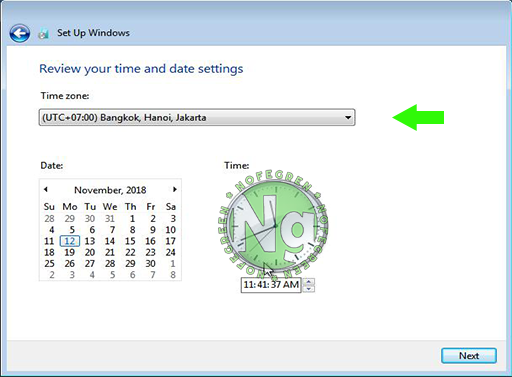 Set Up Windows
Review your time and date settings
Time zone:
(UTC+07:00) Bangkok, Hanoi, Jakarta
Date:
November, 2018
Su Mo Tu We Th Fr Sa
28 29 30 31 1 2 3
4 5 6 7 8 9 10
11 12 13 14 15 16 17
18 19 20 21 22 23 24
25 26 27 28 29 30 1
2 3 4 5 6 7 8
Time:
NOFEGREN
Ng
NOFEGREEN
NOFEGREEN
11:41:37 AM
Next